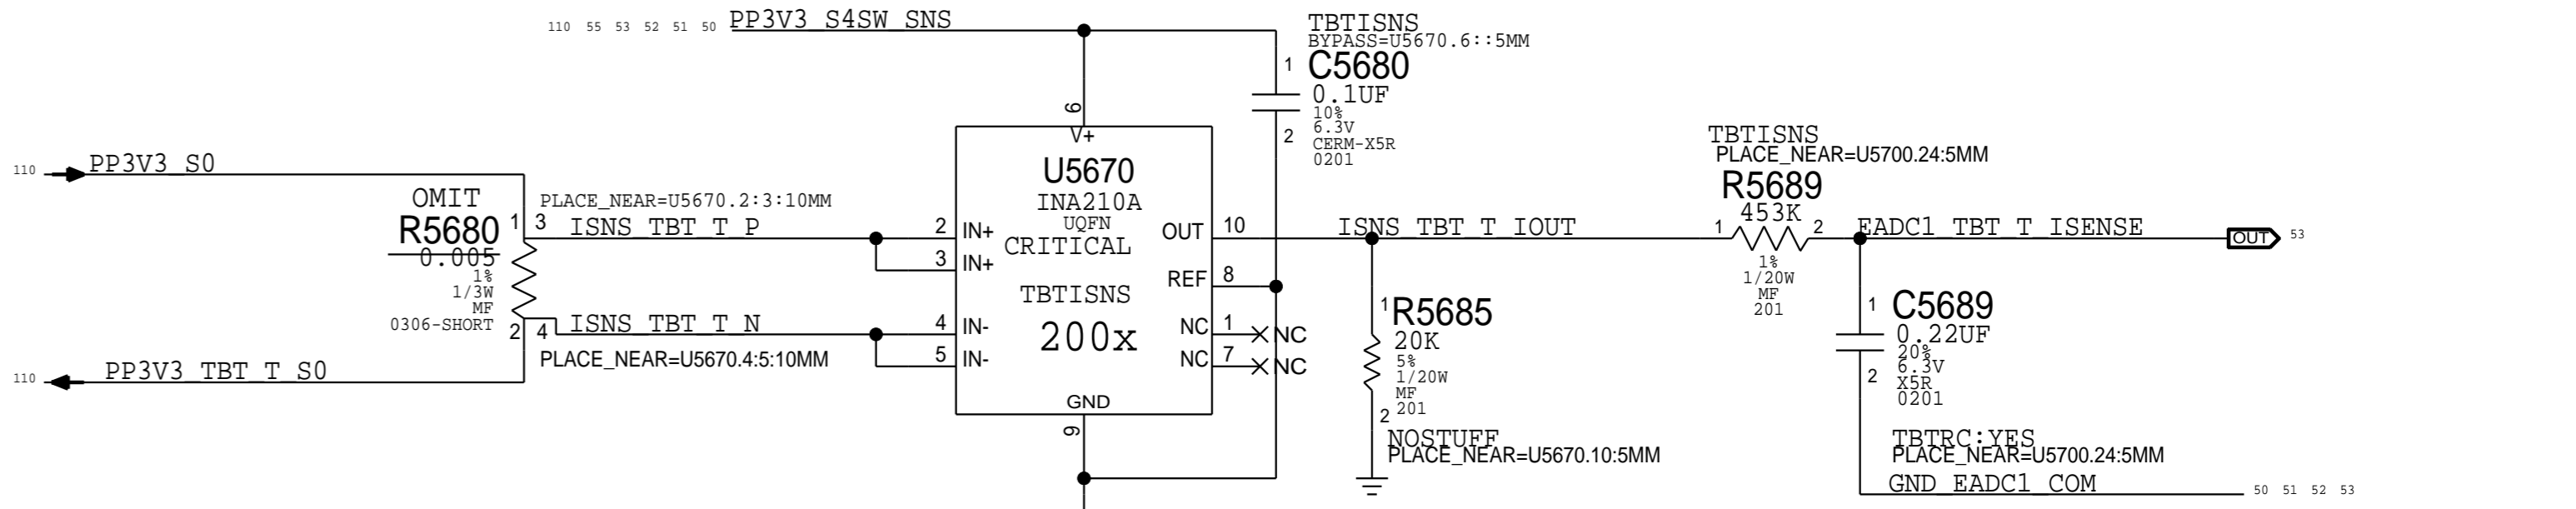 110 55 53 52 51 50 PP3V3_S4SW_SNS
TBTISNS
BYPASS=U5670.6::5MM
1
C5680
0.1UF
10%
6.3V
2
CERM-X5R
0201
6
V+
U5670
INA210A
UQFN
CRITICAL
TBTISNS
200x
GND
9
110 PP3V3_S0
OMIT
R5680
0.005
1%
1/3W
MF
0306-SHORT
1 3
PLACE_NEAR=U5670.2:3:10MM
ISNS_TBT_T_P
2 IN+
3 IN+
2 4
ISNS_TBT_T_N
4 IN-
5 IN-
PLACE_NEAR=U5670.4:5:10MM
110 PP3V3_TBT_T_S0
OUT 10
REF 8
NC 1 NC
NC 7 NC
ISNS_TBT_T_IOUT
1
R5685
20K
5%
1/20W
MF
2
201
NOSTUFF
PLACE_NEAR=U5670.10:5MM
TBTISNS
PLACE_NEAR=U5700.24:5MM
R5689
1 453K 2
1%
1/20W
MF
201
EADC1_TBT_T_ISENSE
OUT 53
1
C5689
0.22UF
20%
6.3V
2
X5R
0201
TBTRC:YES
PLACE_NEAR=U5700.24:5MM
GND_EADC1_COM 50 51 52 53